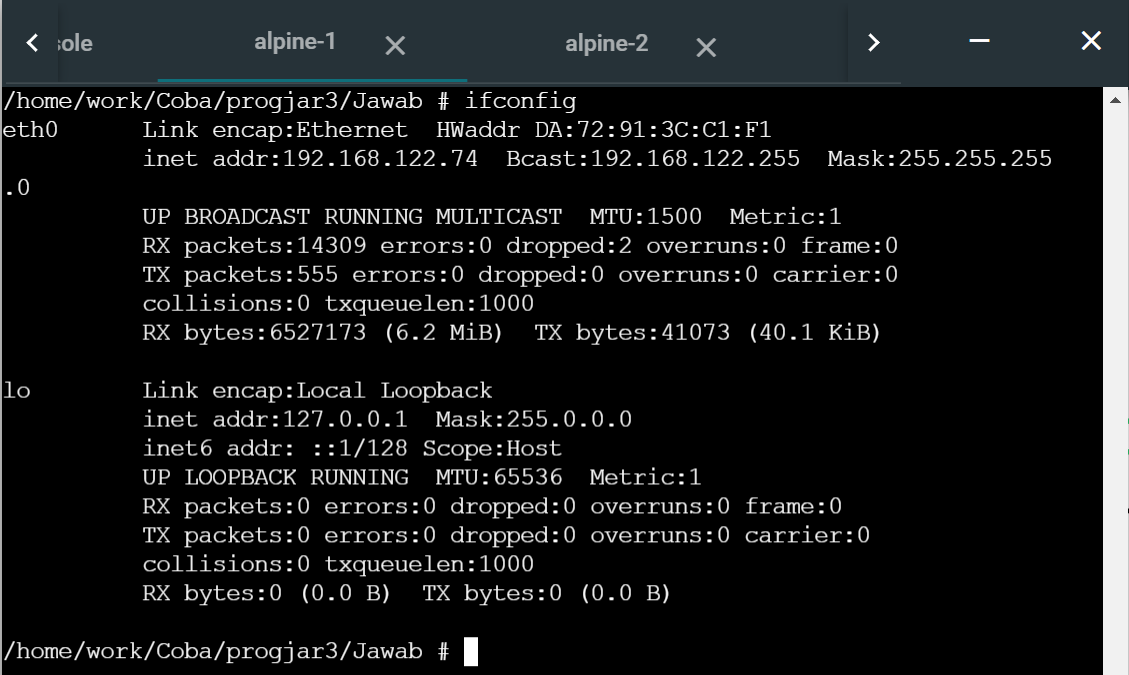 sole alpine-1 alpine-2
/home/work/Coba/progjar3/Jawab # ifconfig
eth0      Link encap:Ethernet  HWaddr DA:72:91:3C:C1:F1
          inet addr:192.168.122.74  Bcast:192.168.122.255  Mask:255.255.255
.0
          UP BROADCAST RUNNING MULTICAST  MTU:1500  Metric:1
          RX packets:14309 errors:0 dropped:2 overruns:0 frame:0
          TX packets:555 errors:0 dropped:0 overruns:0 carrier:0
          collisions:0 txqueuelen:1000
          RX bytes:6527173 (6.2 MiB)  TX bytes:41073 (40.1 KiB)

lo        Link encap:Local Loopback
          inet addr:127.0.0.1  Mask:255.0.0.0
          inet6 addr: ::1/128 Scope:Host
          UP LOOPBACK RUNNING  MTU:65536  Metric:1
          RX packets:0 errors:0 dropped:0 overruns:0 frame:0
          TX packets:0 errors:0 dropped:0 overruns:0 carrier:0
          collisions:0 txqueuelen:1000
          RX bytes:0 (0.0 B)  TX bytes:0 (0.0 B)

/home/work/Coba/progjar3/Jawab #